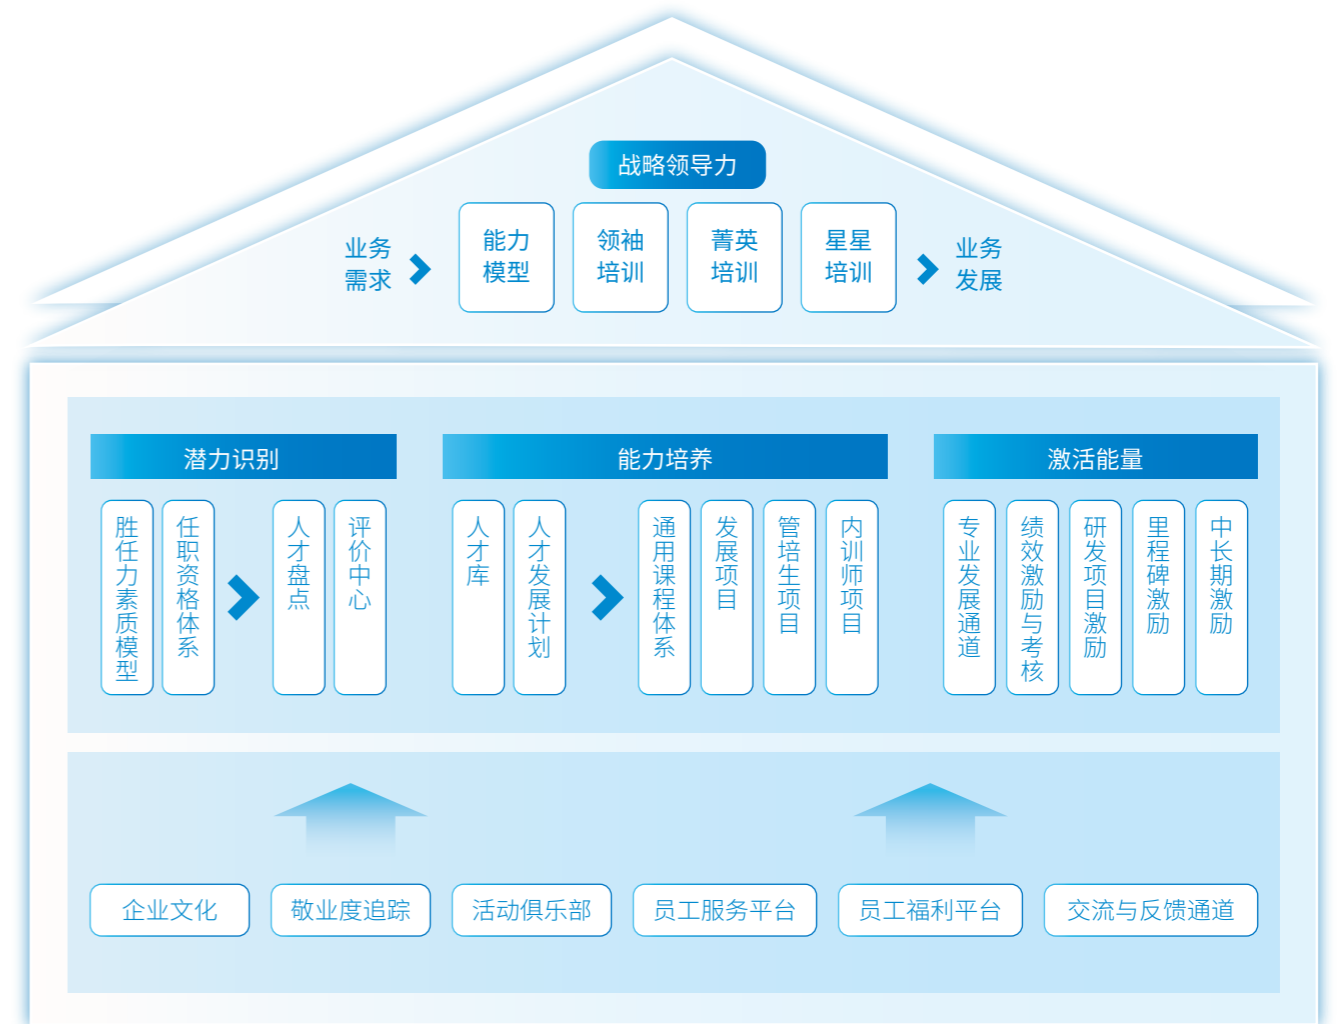 战略领导力
业务
需求
能力
模型
领袖
培训
菁英
培训
星星
培训
业务
发展
潜力识别
能力培养
激活能量
胜任力素质模型
任职资格体系
人才盘点
评价中心
人才库
人才发展计划
通用课程体系
发展项目
管培生项目
内训师项目
专业发展通道
绩效激励与考核
研发项目激励
里程碑激励
中长期激励
企业文化
敬业度追踪
活动俱乐部
员工服务平台
员工福利平台
交流与反馈通道